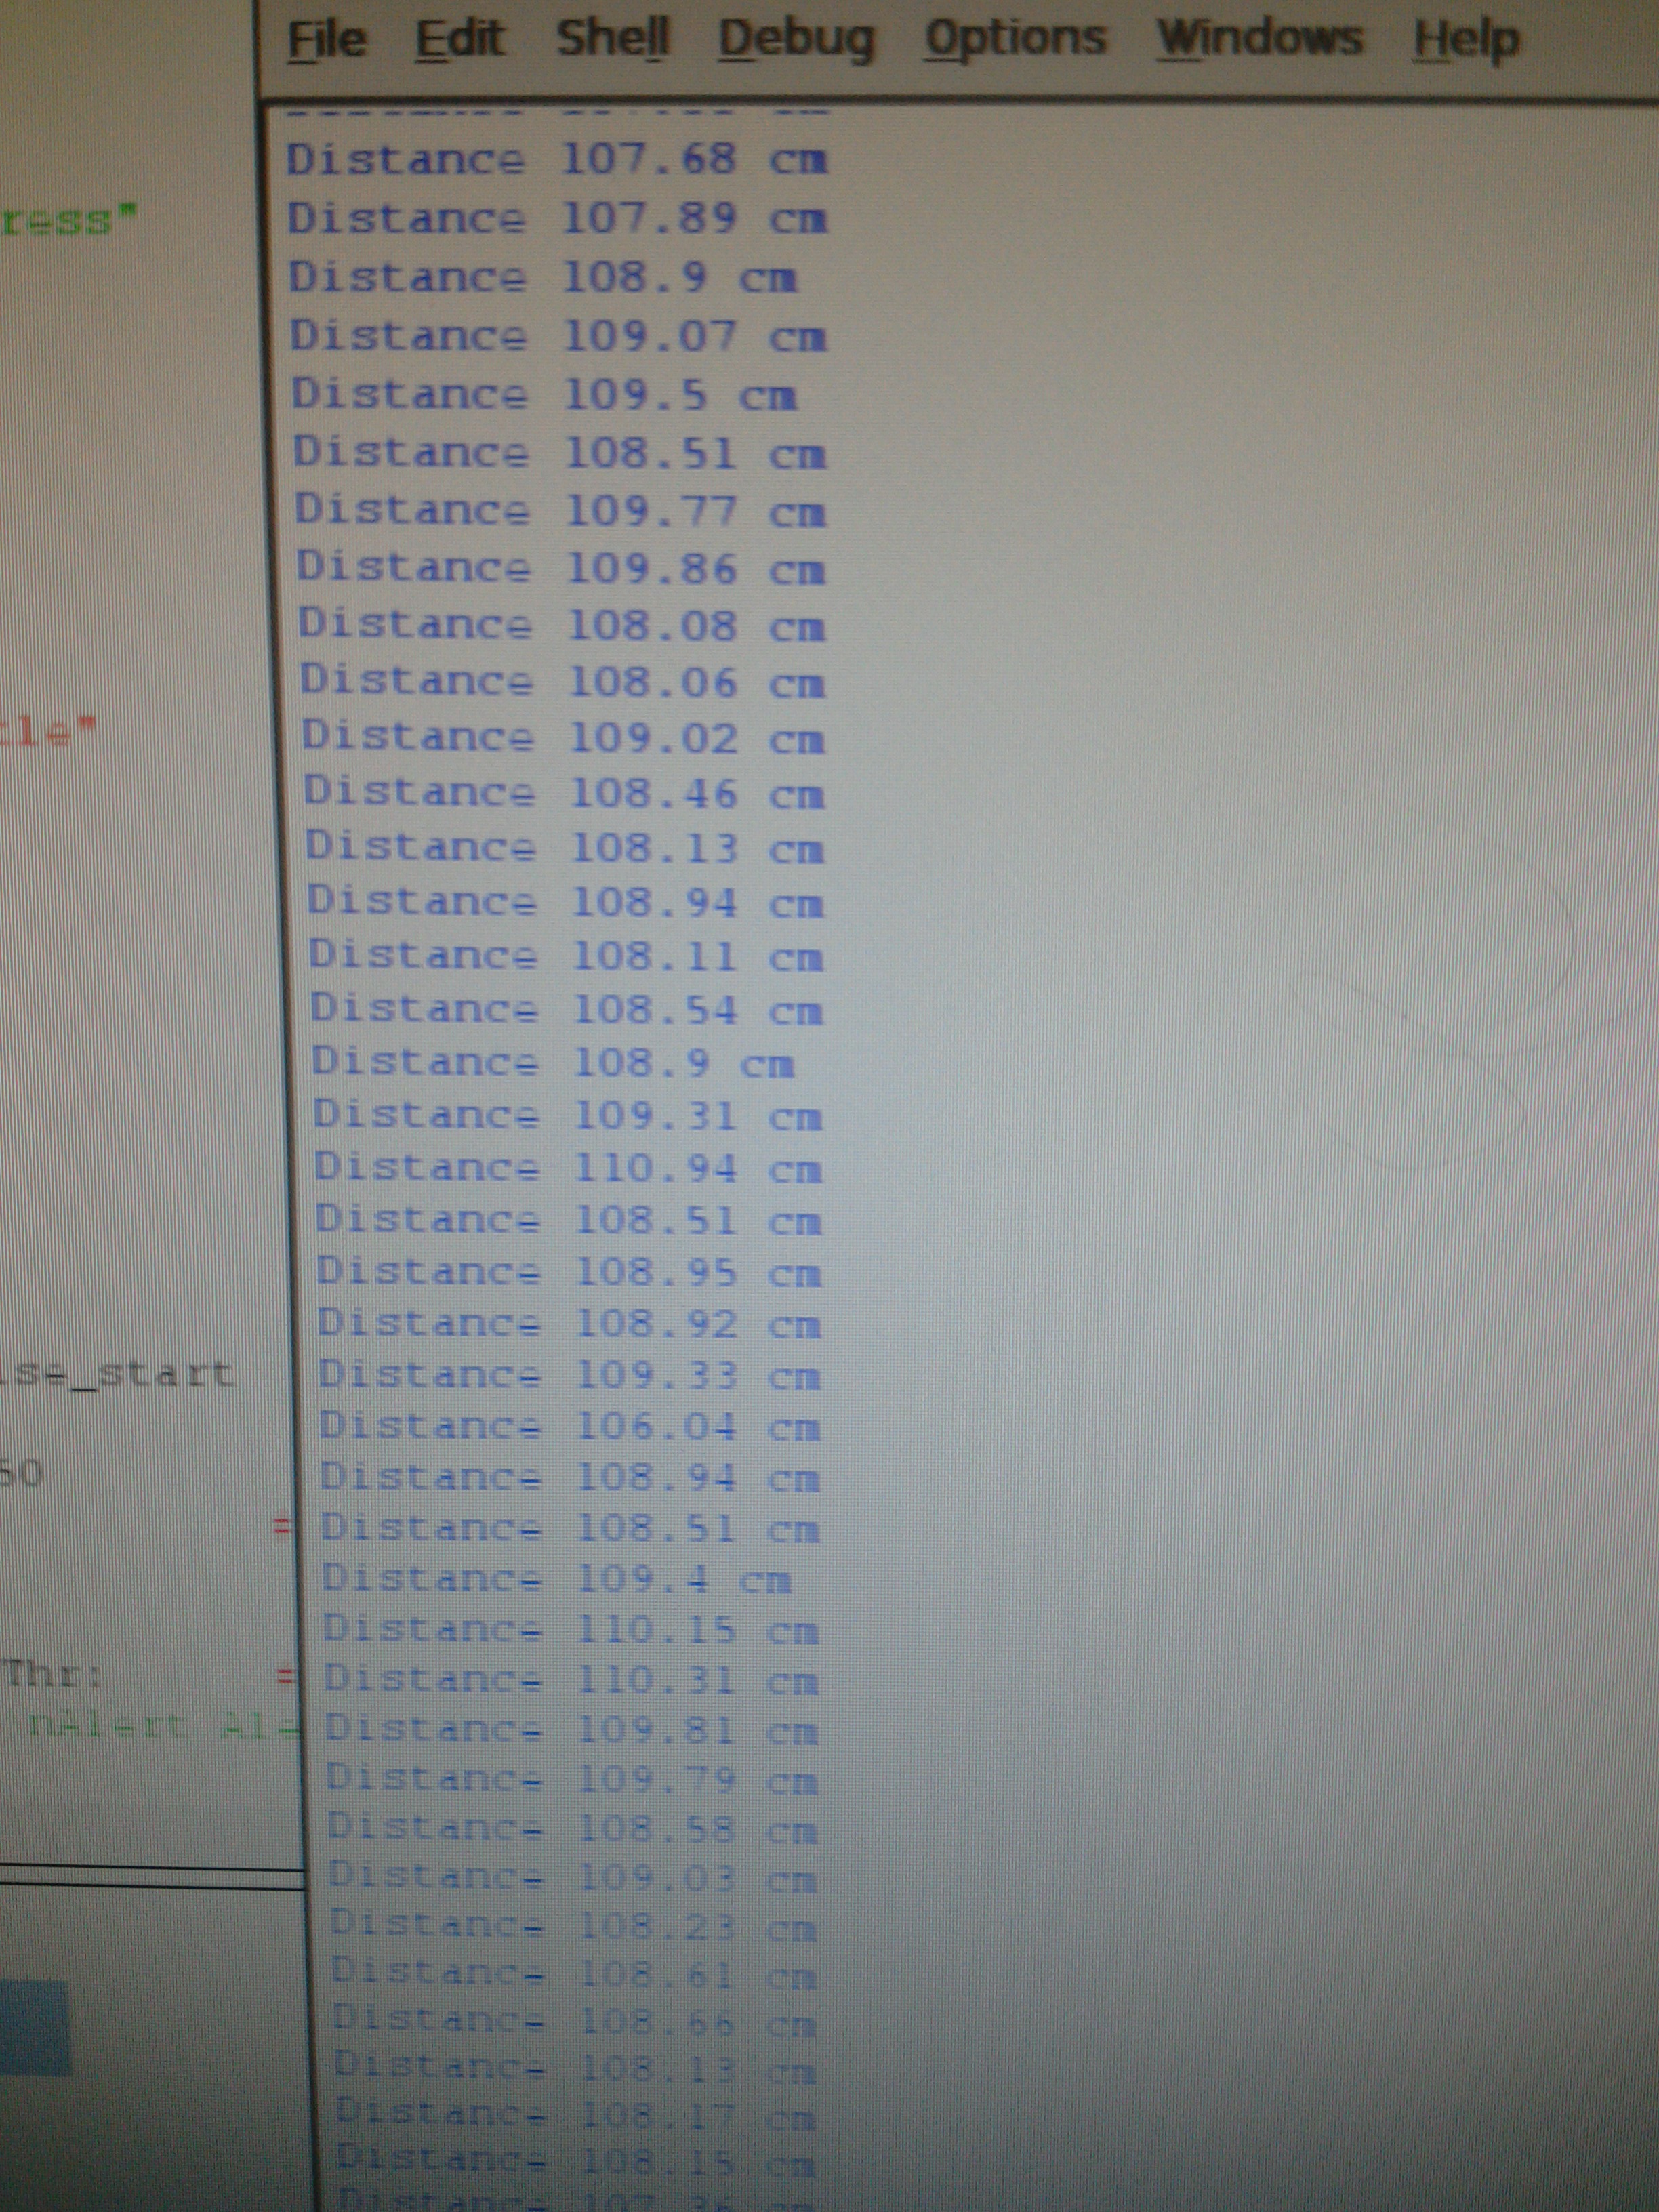 File Edit Shell Debug Options Windows Help
Distance 107.68 cm
ress"
Distance 107.89 cm
Distance 108.9 cm
Distance 109.07 cm
Distance 109.5 cm
Distance 108.51 cm
Distance 109.77 cm
Distance 109.86 cm
Distance 108.08 cm
Distance 108.06 cm
tle"
Distance 109.02 cm
Distance 108.46 cm
Distance 108.13 cm
Distance 108.94 cm
Distance 108.11 cm
Distance 108.54 cm
Distance 108.9 cm
Distance 109.31 cm
Distance 110.94 cm
Distance 108.51 cm
Distance 108.95 cm
Distance 108.92 cm
se_start
Distance 109.33 cm
Distance 106.04 cm
60
Distance 108.94 cm
=
Distance 108.51 cm
Distance 109.4 cm
Distance 110.15 cm
Thr: =
Distance 110.31 cm
nAlert Ale
Distance 109.81 cm
Distance 109.79 cm
Distance 108.58 cm
Distance 109.03 cm
Distance 108.23 cm
Distance 108.61 cm
Distance 108.66 cm
Distance 108.13 cm
Distance 108.17 cm
Distance 108.15 cm